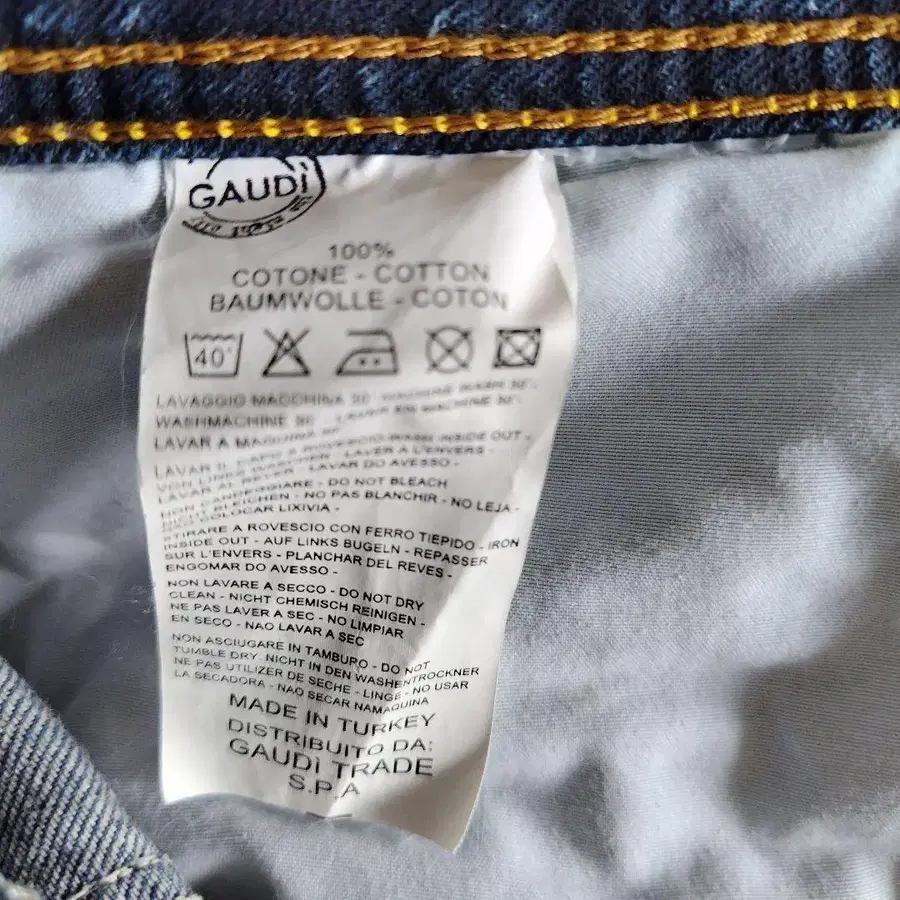 GAUDÌ
100%
COTONE - COTTON
BAUMWOLLE - COTON
40°
LAVAGGIO MACCHINA 30° MACHINE WASH 30° -
WASHMACHINE 30° - LAVER EN MACHINE 30° -
LAVAR A MAQUINA 30°
LAVAR IL CAPO A ROVESCIO-WASH INSIDE OUT -
VON LINKS WASCHEN - LAVER A L'ENVERS -
LAVAR AL REVER - LAVAR DO AVESSO -
NON CANDEGGIARE - DO NOT BLEACH
NICHT BLEICHEN - NO PAS BLANCHIR - NO LEJA -
NAO COLOCAR LIXIVIA -
STIRARE A ROVESCIO CON FERRO TIEPIDO - IRON
INSIDE OUT - AUF LINKS BUGELN - REPASSER
SUR L'ENVERS - PLANCHAR DEL REVES -
ENGOMAR DO AVESSO -
NON LAVARE A SECCO - DO NOT DRY
CLEAN - NICHT CHEMISCH REINIGEN -
NE PAS LAVER A SEC - NO LIMPIAR
EN SECO - NAO LAVAR A SEC
NON ASCIUGARE IN TAMBURO - DO NOT
TUMBLE DRY. NICHT IN DEN WASHENTROCKNER
NE PAS UTILIZER DE SECHE - LINGE - NO USAR
LA SECADORA - NAO SECAR NAMAQUINA
MADE IN TURKEY
DISTRIBUITO DA:
GAUDÌ TRADE
S.P.A